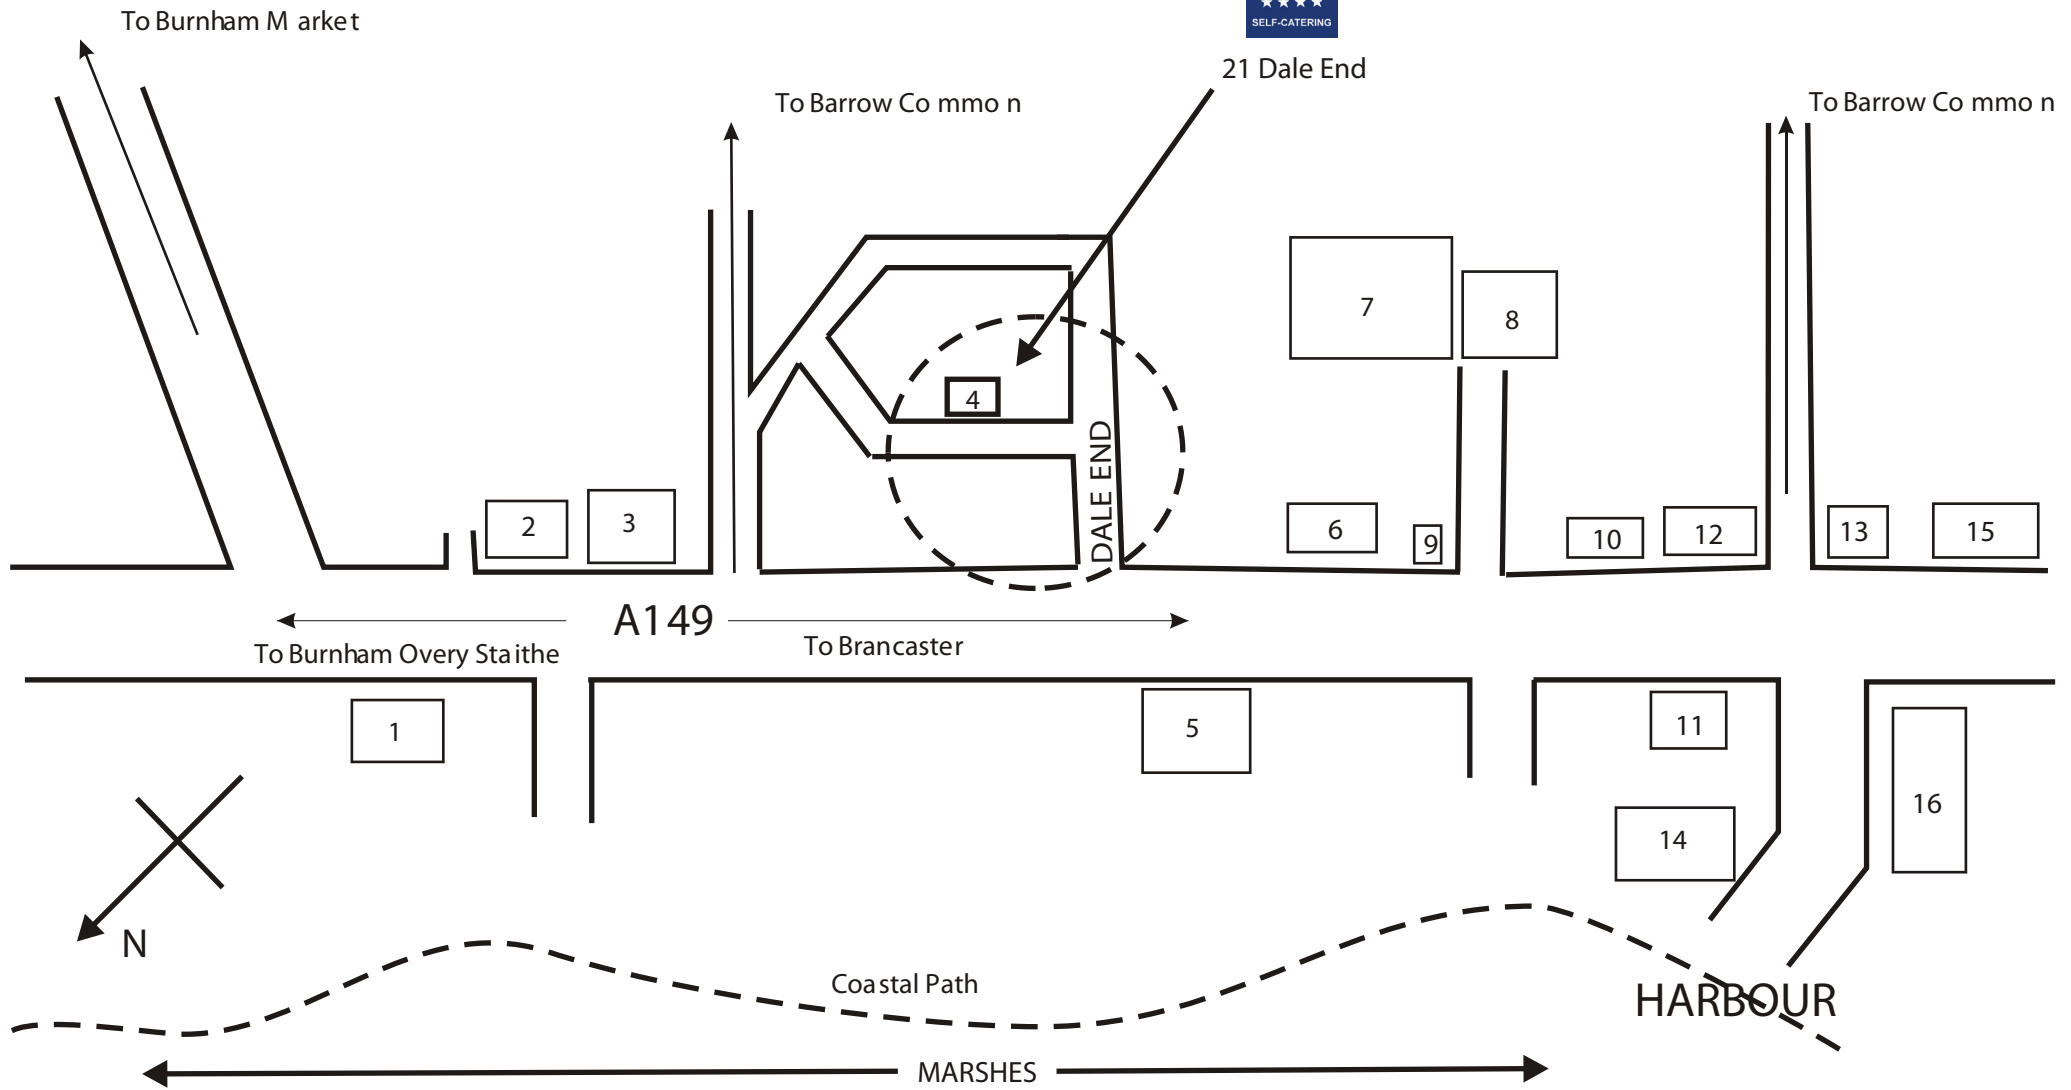 ★★★★
SELF-CATERING
To Burnham Market
21 Dale End
To Barrow Common
To Barrow Common
7
8
4
DALE END
2
3
6
9
10
12
13
15
A149
To Burnham Overy Staithe
To Brancaster
1
5
11
16
14
N
Coastal Path
HARBOUR
MARSHES